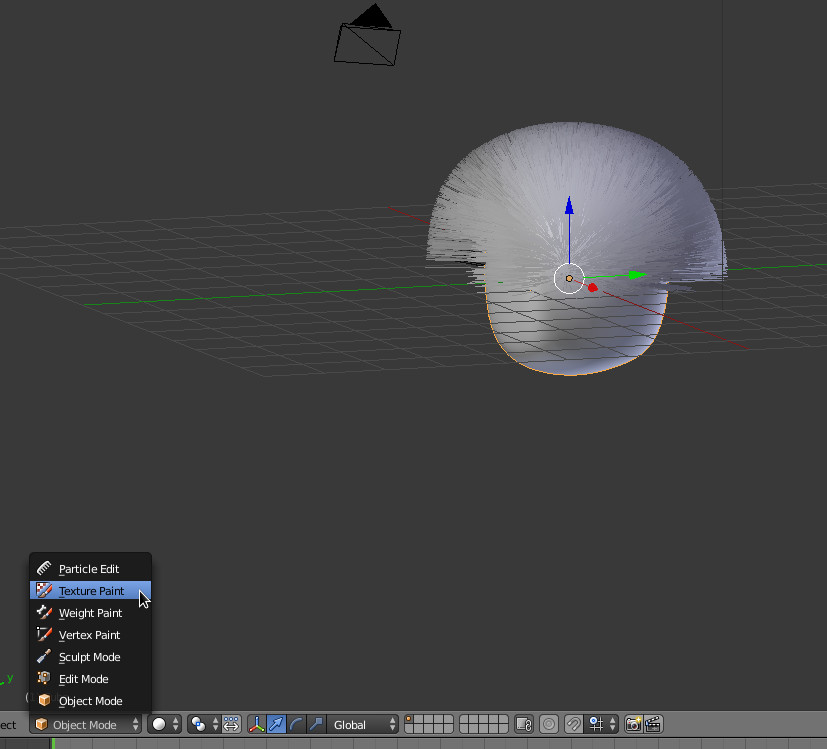 Particle Edit
Texture Paint
Weight Paint
Vertex Paint
Sculpt Mode
Edit Mode
Object Mode
y
ect
Object Mode
Global